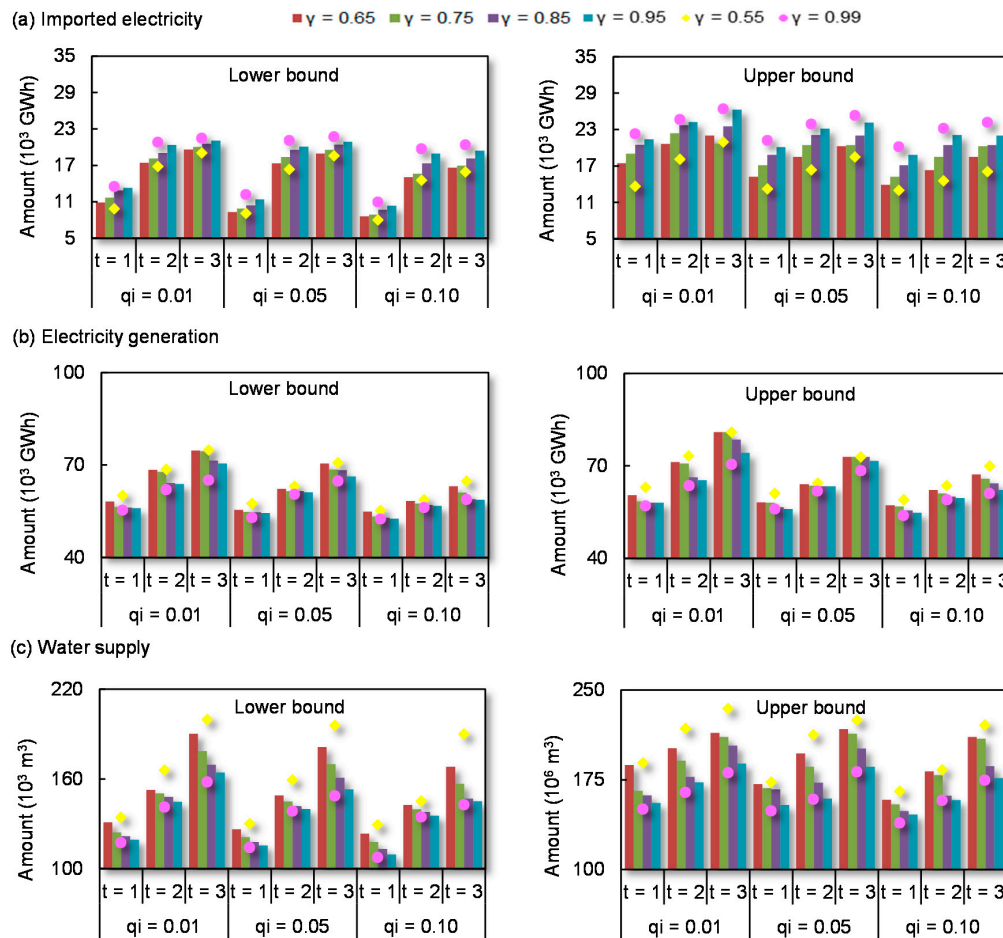 (a) Imported electricity
γ = 0.65 γ = 0.75 γ = 0.85 γ = 0.95 γ = 0.55 γ = 0.99
Lower bound
Amount (10³ GWh)
35
29
23
17
11
5
t = 1 t = 2 t = 3 t = 1 t = 2 t = 3 t = 1 t = 2 t = 3
qi = 0.01 qi = 0.05 qi = 0.10
Upper bound
Amount (10³ GWh)
35
29
23
17
11
5
t = 1 t = 2 t = 3 t = 1 t = 2 t = 3 t = 1 t = 2 t = 3
qi = 0.01 qi = 0.05 qi = 0.10
(b) Electricity generation
Lower bound
Amount (10³ GWh)
100
70
40
t = 1 t = 2 t = 3 t = 1 t = 2 t = 3 t = 1 t = 2 t = 3
qi = 0.01 qi = 0.05 qi = 0.10
Upper bound
Amount (10³ GWh)
100
70
40
t = 1 t = 2 t = 3 t = 1 t = 2 t = 3 t = 1 t = 2 t = 3
qi = 0.01 qi = 0.05 qi = 0.10
(c) Water supply
Lower bound
Amount (10³ m³)
220
160
100
t = 1 t = 2 t = 3 t = 1 t = 2 t = 3 t = 1 t = 2 t = 3
qi = 0.01 qi = 0.05 qi = 0.10
Upper bound
Amount (10⁶ m³)
250
175
100
t = 1 t = 2 t = 3 t = 1 t = 2 t = 3 t = 1 t = 2 t = 3
qi = 0.01 qi = 0.05 qi = 0.10